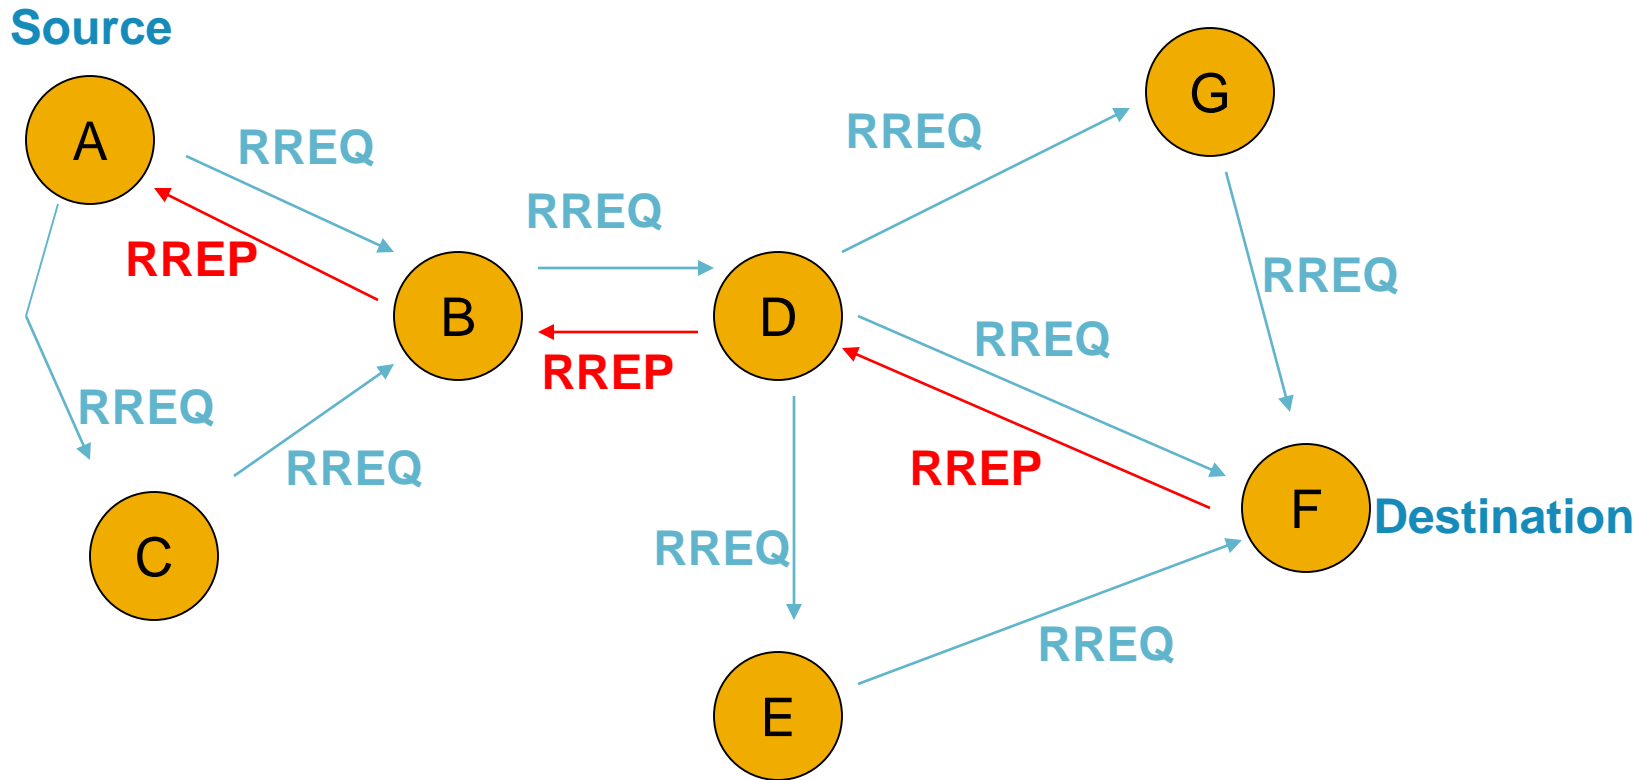 Source
A
G
RREQ
RREQ
RREQ
RREP
RREQ
B
D
RREQ
RREP
RREQ
RREQ
RREP
F
Destination
C
RREQ
RREQ
E